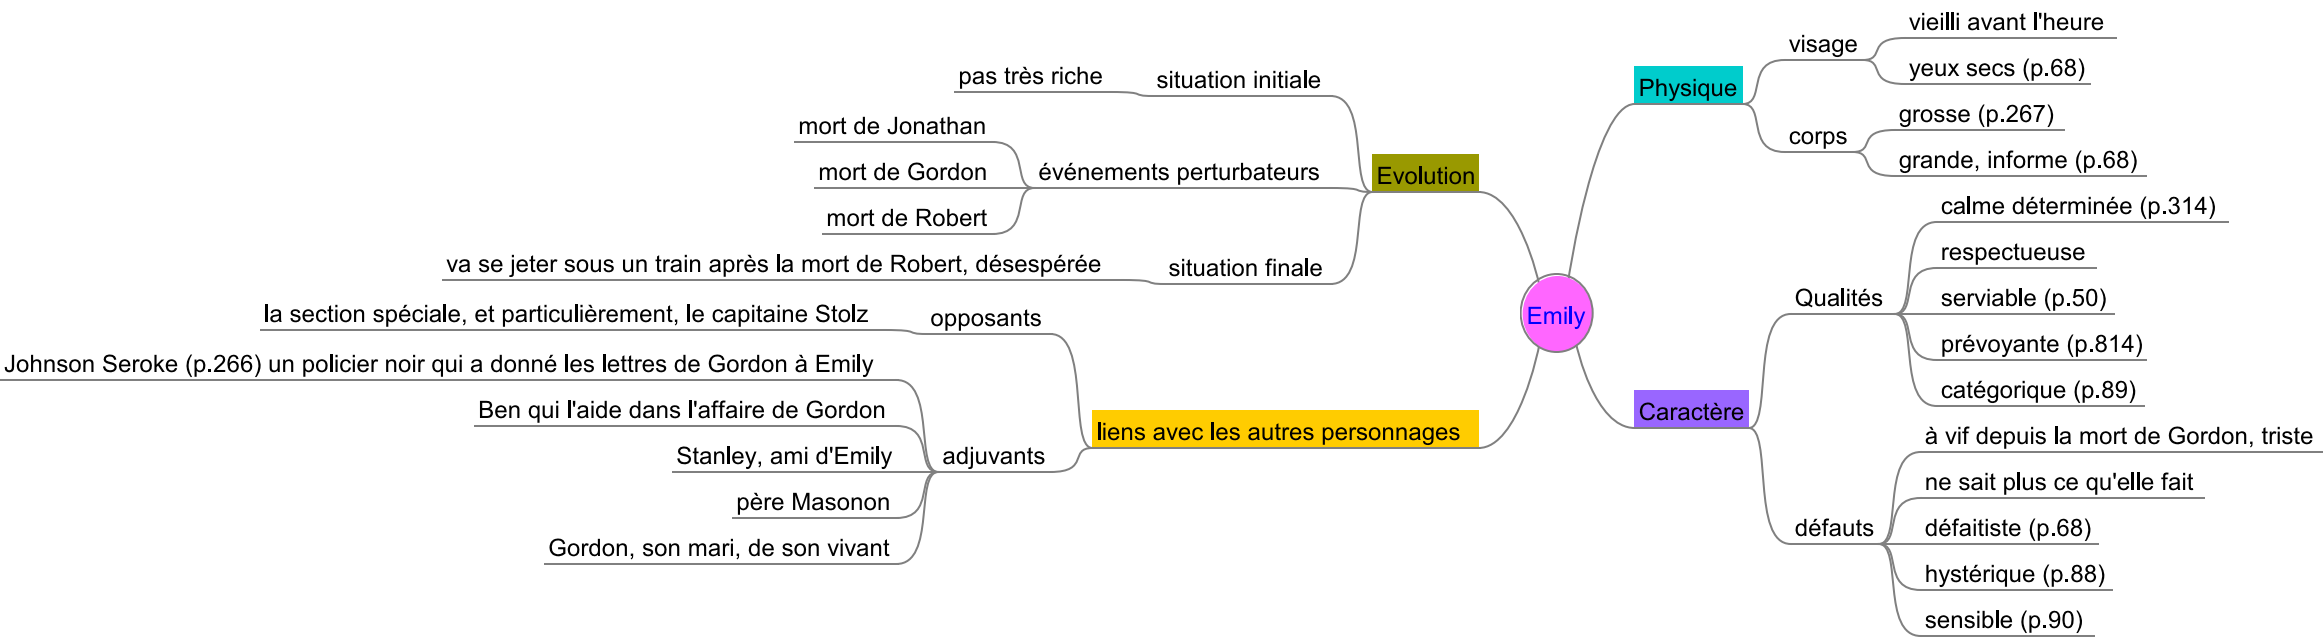 Emily
Physique
visage
vieilli avant l'heure
yeux secs (p.68)
corps
grosse (p.267)
grande, informe (p.68)
Caractère
Qualités
calme déterminée (p.314)
respectueuse
serviable (p.50)
prévoyante (p.814)
catégorique (p.89)
défauts
à vif depuis la mort de Gordon, triste
ne sait plus ce qu'elle fait
défaitiste (p.68)
hystérique (p.88)
sensible (p.90)
Evolution
situation initiale
pas très riche
événements perturbateurs
mort de Jonathan
mort de Gordon
mort de Robert
situation finale
va se jeter sous un train après la mort de Robert, désespérée
liens avec les autres personnages
opposants
la section spéciale, et particulièrement, le capitaine Stolz
adjuvants
Johnson Seroke (p.266) un policier noir qui a donné les lettres de Gordon à Emily
Ben qui l'aide dans l'affaire de Gordon
Stanley, ami d'Emily
père Masonon
Gordon, son mari, de son vivant